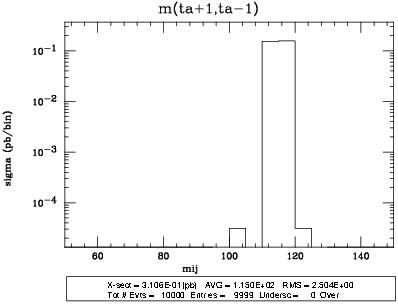 m(ta+1,ta−1)
sigma (pb/bin)
10−1
10−2
10−3
10−4
60 80 100 120 140
mij
X-sect = 3.106E-01(pb) AVG = 1.150E+02 RMS = 2.504E+00
Tot # Evts = 10000 Entries = 9999 Undersc = 0 Over